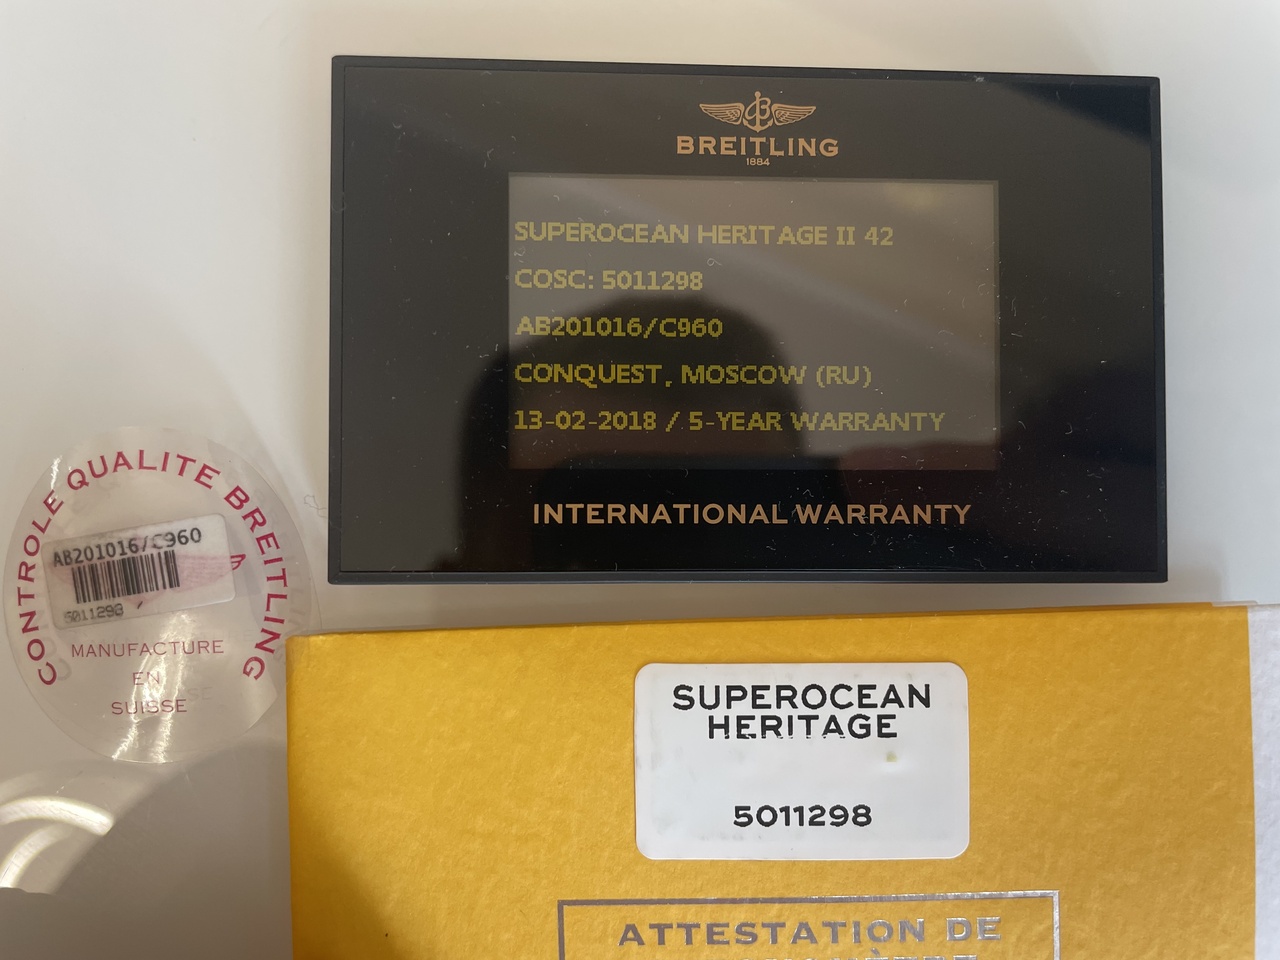 BREITLING
1884
SUPEROCEAN HERITAGE II 42
COSC: 5011298
AB201016/C960
CONQUEST, MOSCOW (RU)
13-02-2018 / 5-YEAR WARRANTY
INTERNATIONAL WARRANTY
CONTROLE QUALITE BREITLING
AB201016/C960
5011298
MANUFACTURE
EN
SUISSE
SUPEROCEAN
HERITAGE
5011298
ATTESTATION DE